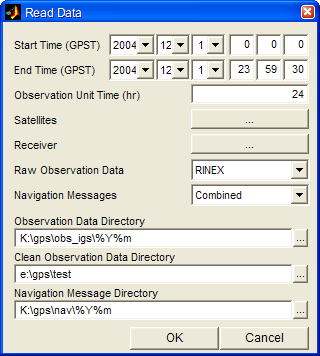 Read Data
Start Time (GPST) 2004 12 1 0 0 0
End Time (GPST) 2004 12 1 23 59 30
Observation Unit Time (hr) 24
Satellites ...
Receiver ...
Raw Observation Data RINEX
Navigation Messages Combined
Observation Data Directory
K:\gps\obs_igs\%Y%m ...
Clean Observation Data Directory
e:\gps\test ...
Navigation Message Directory
K:\gps\nav\%Y%m ...
OK Cancel